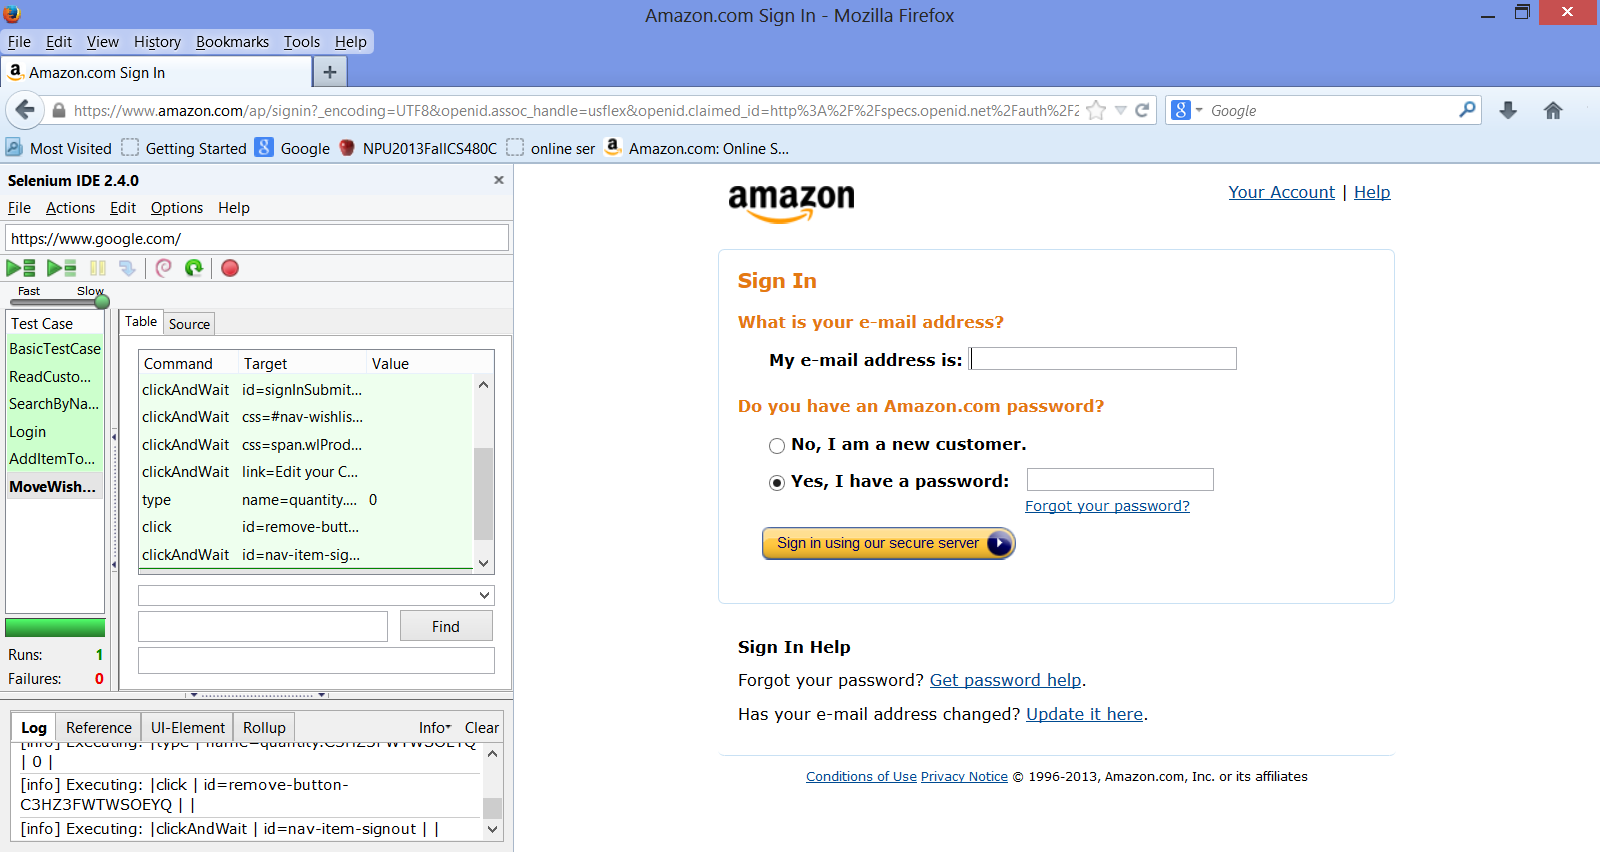 Amazon.com Sign In - Mozilla Firefox
File Edit View History Bookmarks Tools Help
Amazon.com Sign In
https://www.amazon.com/ap/signin?_encoding=UTF8&openid.assoc_handle=usflex&openid.claimed_id=http%3A%2F%2Fspecs.openid.net%2Fauth%2F2
Google
Most Visited Getting Started Google NPU2013FallCS480C online ser Amazon.com: Online S...
Selenium IDE 2.4.0
File Actions Edit Options Help
https://www.google.com/
Fast Slow
Test Case
BasicTestCase
ReadCusto...
SearchByNa...
Login
AddItemTo...
MoveWish...
Runs: 1
Failures: 0
Table Source
Command Target Value
clickAndWait id=signInSubmit...
clickAndWait css=#nav-wishlis...
clickAndWait css=span.wlProd...
clickAndWait link=Edit your C...
type name=quantity.... 0
click id=remove-butt...
clickAndWait id=nav-item-sig...
Find
Log Reference UI-Element Rollup Info Clear
[info] Executing: |type | name=quantity.C3HZ3FWTWSOEYQ
| 0 |
[info] Executing: |click | id=remove-button-
C3HZ3FWTWSOEYQ | |
[info] Executing: |clickAndWait | id=nav-item-signout | |
amazon
Your Account | Help
Sign In
What is your e-mail address?
My e-mail address is:
Do you have an Amazon.com password?
No, I am a new customer.
Yes, I have a password:
Forgot your password?
Sign in using our secure server
Sign In Help
Forgot your password? Get password help.
Has your e-mail address changed? Update it here.
Conditions of Use Privacy Notice © 1996-2013, Amazon.com, Inc. or its affiliates